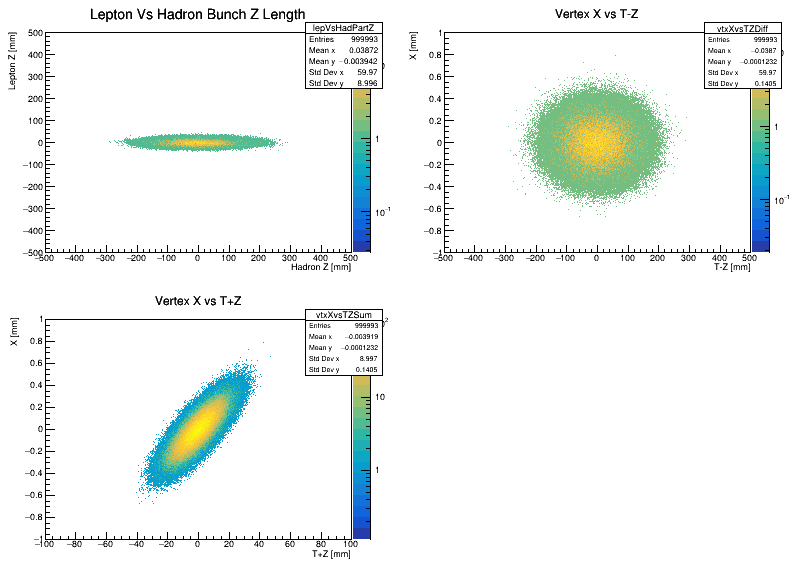 Lepton Vs Hadron Bunch Z Length
lepVsHadPartZ
Entries 999993
Mean x 0.03872
Mean y −0.003942
Std Dev x 59.97
Std Dev y 8.996
Lepton Z [mm]
500
400
300
200
100
0
−100
−200
−300
−400
−500
−500 −400 −300 −200 −100 0 100 200 300 400 500
Hadron Z [mm]
1
10⁻¹
Vertex X vs T-Z
vtxXvsTZDiff
Entries 999993
Mean x −0.0387
Mean y −0.0001232
Std Dev x 59.97
Std Dev y 0.1405
X [mm]
1
0.8
0.6
0.4
0.2
0
−0.2
−0.4
−0.6
−0.8
−1
−500 −400 −300 −200 −100 0 100 200 300 400 500
T-Z [mm]
1
10⁻¹
Vertex X vs T+Z
vtxXvsTZSum
Entries 999993
Mean x −0.003919
Mean y −0.0001232
Std Dev x 8.997
Std Dev y 0.1405
X [mm]
1
0.8
0.6
0.4
0.2
0
−0.2
−0.4
−0.6
−0.8
−1
−100 −80 −60 −40 −20 0 20 40 60 80 100
T+Z [mm]
10
1